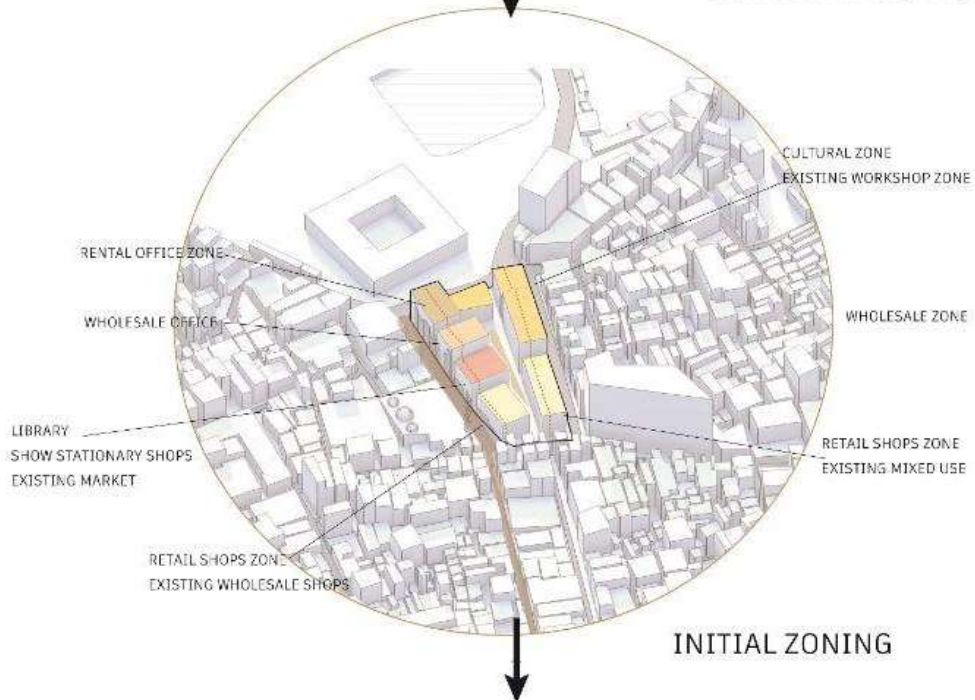 CULTURAL ZONE
EXISTING WORKSHOP ZONE
RENTAL OFFICE ZONE
WHOLESALE OFFICE
WHOLESALE ZONE
LIBRARY
SHOW STATIONARY SHOPS
EXISTING MARKET
RETAIL SHOPS ZONE
EXISTING MIXED USE
RETAIL SHOPS ZONE
EXISTING WHOLESALE SHOPS
INITIAL ZONING